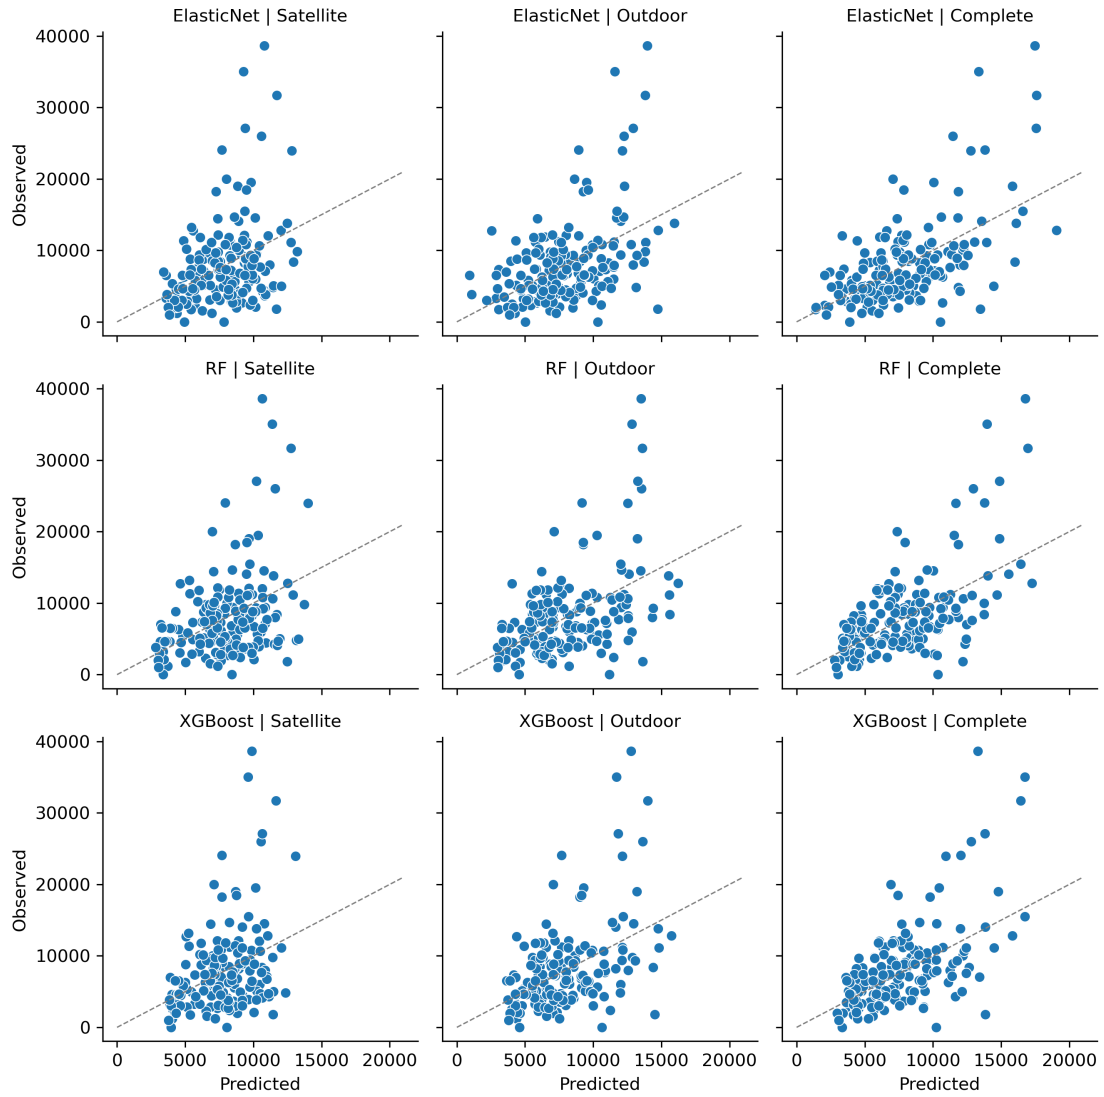 ElasticNet | Satellite
ElasticNet | Outdoor
ElasticNet | Complete
40000
30000
20000
10000
0
Observed
RF | Satellite
RF | Outdoor
RF | Complete
40000
30000
20000
10000
0
Observed
XGBoost | Satellite
XGBoost | Outdoor
XGBoost | Complete
40000
30000
20000
10000
0
Observed
0 5000 10000 15000 20000
0 5000 10000 15000 20000
0 5000 10000 15000 20000
Predicted
Predicted
Predicted